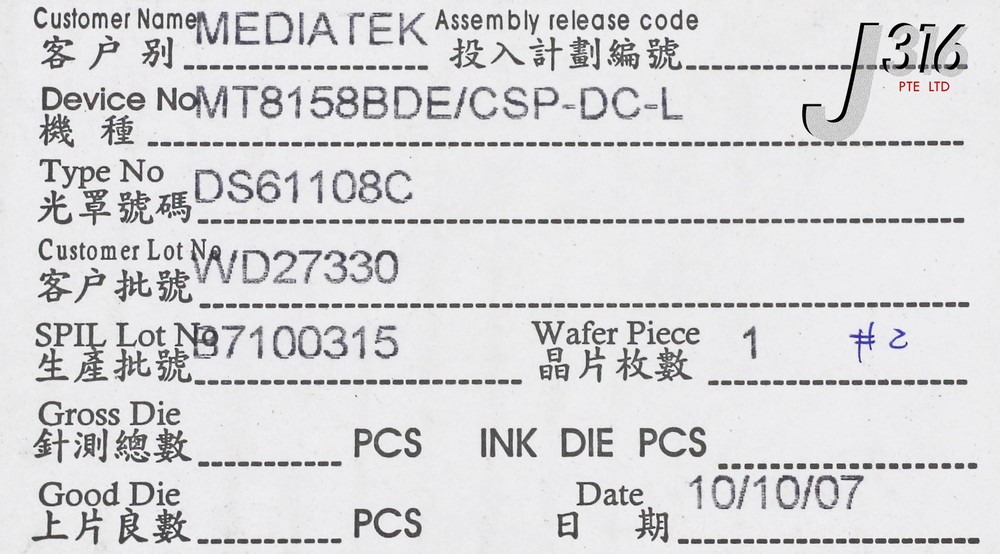 Customer Name MEDIATEK Assembly release code
客户别 投入計劃編號
J316
PTE LTD
Device No MT8158BDE/CSP-DC-L
機種
Type No DS61108C
光罩號碼
Customer Lot No WD27330
客户批號
SPIL Lot No B7100315 Wafer Piece 1 #2
生產批號 晶片枚數
Gross Die
針測總數 PCS INK DIE PCS
Good Die Date 10/10/07
上片良數 PCS 日期